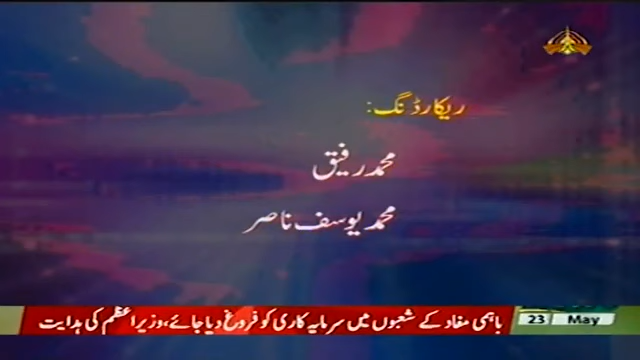 ریکارڈنگ:
محمد رفیق
محمد یوسف ناصر
باہمی مفاد کے شعبوں میں سرمایہ کاری کو فروغ دیا جائے، وزیراعظم کی ہدایت
23 May